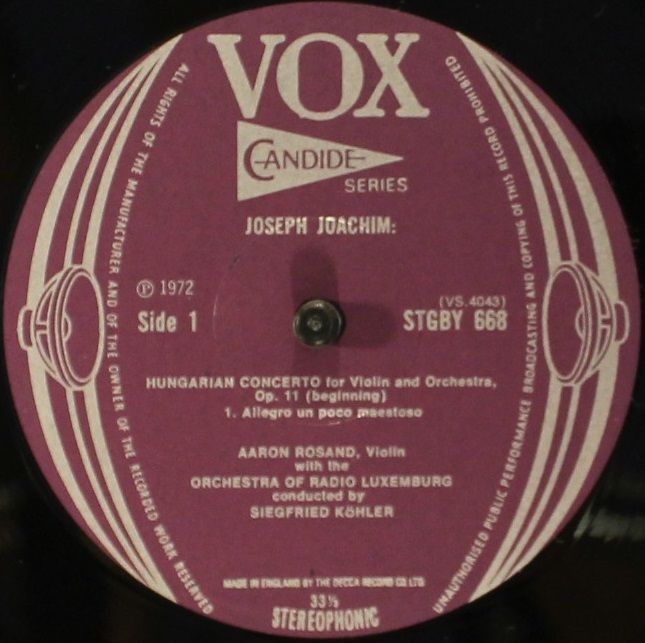 VOX
CANDIDE
SERIES
JOSEPH JOACHIM:
℗ 1972
Side 1
(VS.4043)
STGBY 668
HUNGARIAN CONCERTO for Violin and Orchestra,
Op. 11 (beginning)
1. Allegro un poco maestoso
AARON ROSAND, Violin
with the
ORCHESTRA OF RADIO LUXEMBURG
conducted by
SIEGFRIED KöHLER
MADE IN ENGLAND BY THE DECCA RECORD CO LTD
33⅓
STEREOPHONIC
ALL RIGHTS OF THE MANUFACTURER AND OF THE OWNER OF THE RECORDED WORK RESERVED
UNAUTHORISED PUBLIC PERFORMANCE BROADCASTING AND COPYING OF THIS RECORD PROHIBITED